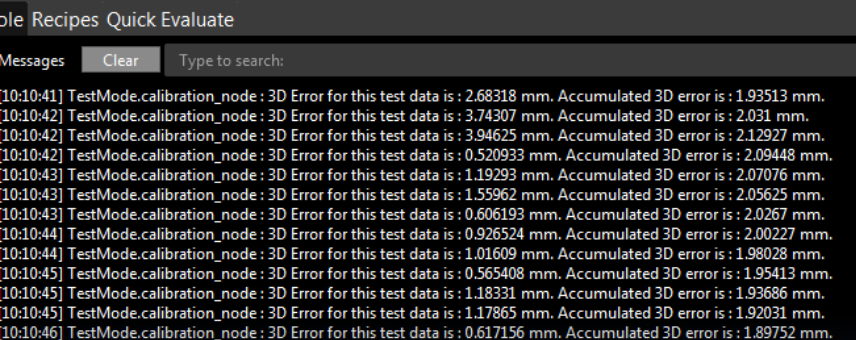 ole Recipes Quick Evaluate
Messages Clear Type to search:
[10:10:41] TestMode.calibration_node : 3D Error for this test data is : 2.68318 mm. Accumulated 3D error is : 1.93513 mm.
[10:10:42] TestMode.calibration_node : 3D Error for this test data is : 3.74307 mm. Accumulated 3D error is : 2.031 mm.
[10:10:42] TestMode.calibration_node : 3D Error for this test data is : 3.94625 mm. Accumulated 3D error is : 2.12927 mm.
[10:10:42] TestMode.calibration_node : 3D Error for this test data is : 0.520933 mm. Accumulated 3D error is : 2.09448 mm.
[10:10:43] TestMode.calibration_node : 3D Error for this test data is : 1.19293 mm. Accumulated 3D error is : 2.07076 mm.
[10:10:43] TestMode.calibration_node : 3D Error for this test data is : 1.55962 mm. Accumulated 3D error is : 2.05625 mm.
[10:10:43] TestMode.calibration_node : 3D Error for this test data is : 0.606193 mm. Accumulated 3D error is : 2.0267 mm.
[10:10:44] TestMode.calibration_node : 3D Error for this test data is : 0.926524 mm. Accumulated 3D error is : 2.00227 mm.
[10:10:44] TestMode.calibration_node : 3D Error for this test data is : 1.01609 mm. Accumulated 3D error is : 1.98028 mm.
[10:10:45] TestMode.calibration_node : 3D Error for this test data is : 0.565408 mm. Accumulated 3D error is : 1.95413 mm.
[10:10:45] TestMode.calibration_node : 3D Error for this test data is : 1.18331 mm. Accumulated 3D error is : 1.93686 mm.
[10:10:45] TestMode.calibration_node : 3D Error for this test data is : 1.17865 mm. Accumulated 3D error is : 1.92031 mm.
[10:10:46] TestMode.calibration_node : 3D Error for this test data is : 0.617156 mm. Accumulated 3D error is : 1.89752 mm.